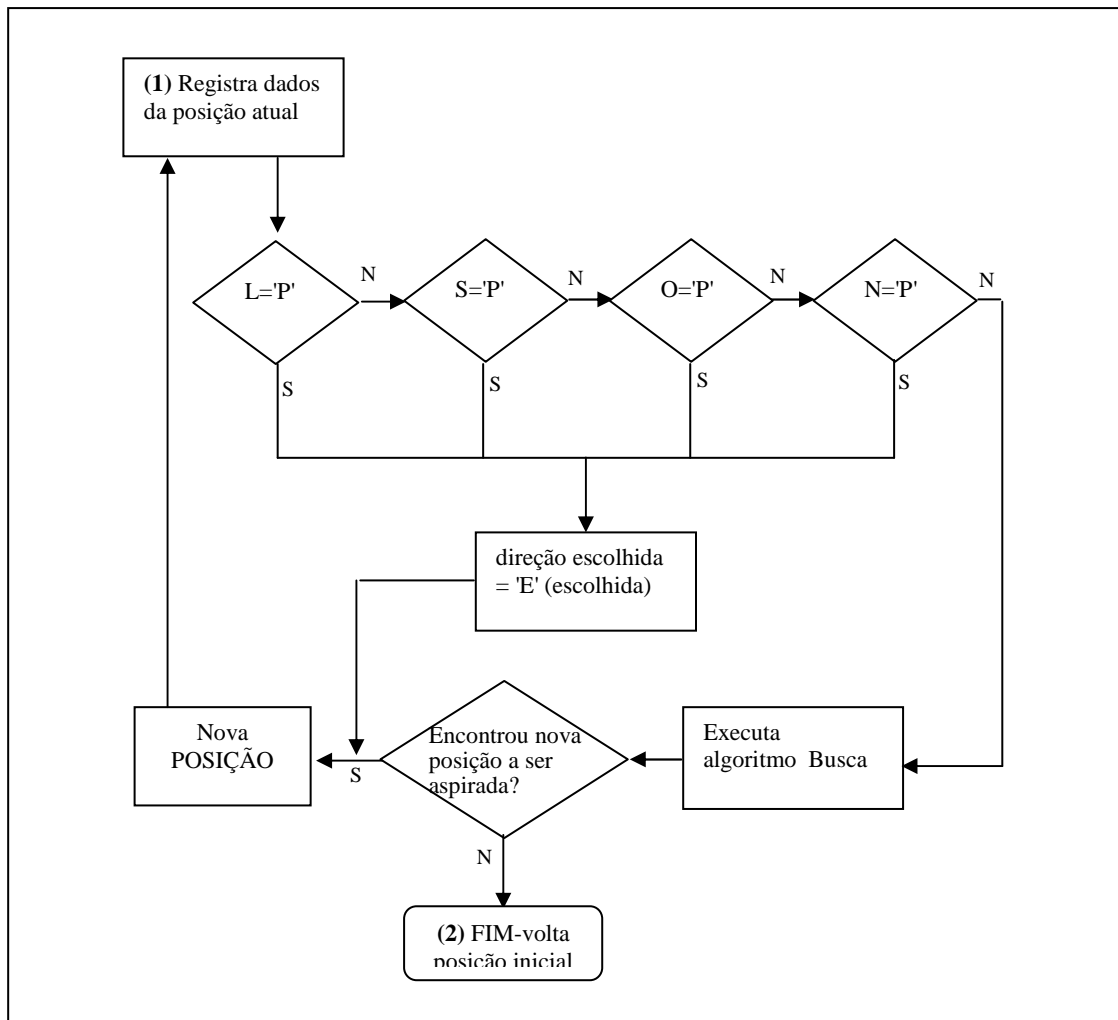 (1) Registra dados
da posição atual
L='P'
N
S='P'
N
O='P'
N
N='P'
N
S
S
S
S
direção escolhida
= 'E' (escolhida)
Nova
POSIÇÃO
S
Encontrou nova
posição a ser
aspirada?
Executa
algoritmo Busca
N
(2) FIM-volta
posição inicial